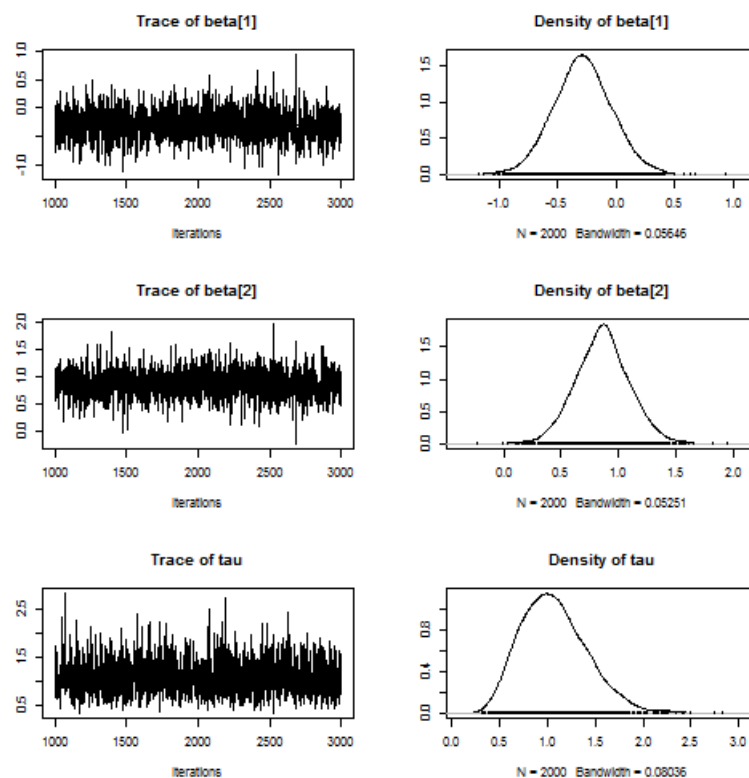 Trace of beta[1]
1.0
0.5
0.0
-1.0
1000 1500 2000 2500 3000
Iterations
Density of beta[1]
1.5
1.0
0.5
0.0
-1.0 -0.5 0.0 0.5 1.0
N = 2000 Bandwidth = 0.05646
Trace of beta[2]
2.0
1.5
1.0
0.5
0.0
1000 1500 2000 2500 3000
Iterations
Density of beta[2]
1.5
1.0
0.5
0.0
0.0 0.5 1.0 1.5 2.0
N = 2000 Bandwidth = 0.05251
Trace of tau
2.5
1.5
0.5
1000 1500 2000 2500 3000
Iterations
Density of tau
0.8
0.4
0.0
0.0 0.5 1.0 1.5 2.0 2.5 3.0
N = 2000 Bandwidth = 0.08036